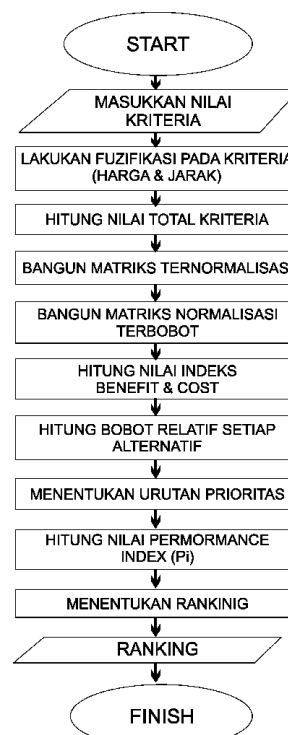 START
MASUKKAN NILAI
KRITERIA
LAKUKAN FUZIFIKASI PADA KRITERIA
(HARGA & JARAK)
HITUNG NILAI TOTAL KRITERIA
BANGUN MATRIKS TERNORMALISASI
BANGUN MATRIKS NORMALISASI
TERBOBOT
HITUNG NILAI INDEKS
BENEFIT & COST
HITUNG BOBOT RELATIF SETIAP
ALTERNATIF
MENENTUKAN URUTAN PRIORITAS
HITUNG NILAI PERMORMANCE
INDEX (Pi)
MENENTUKAN RANKINIG
RANKING
FINISH